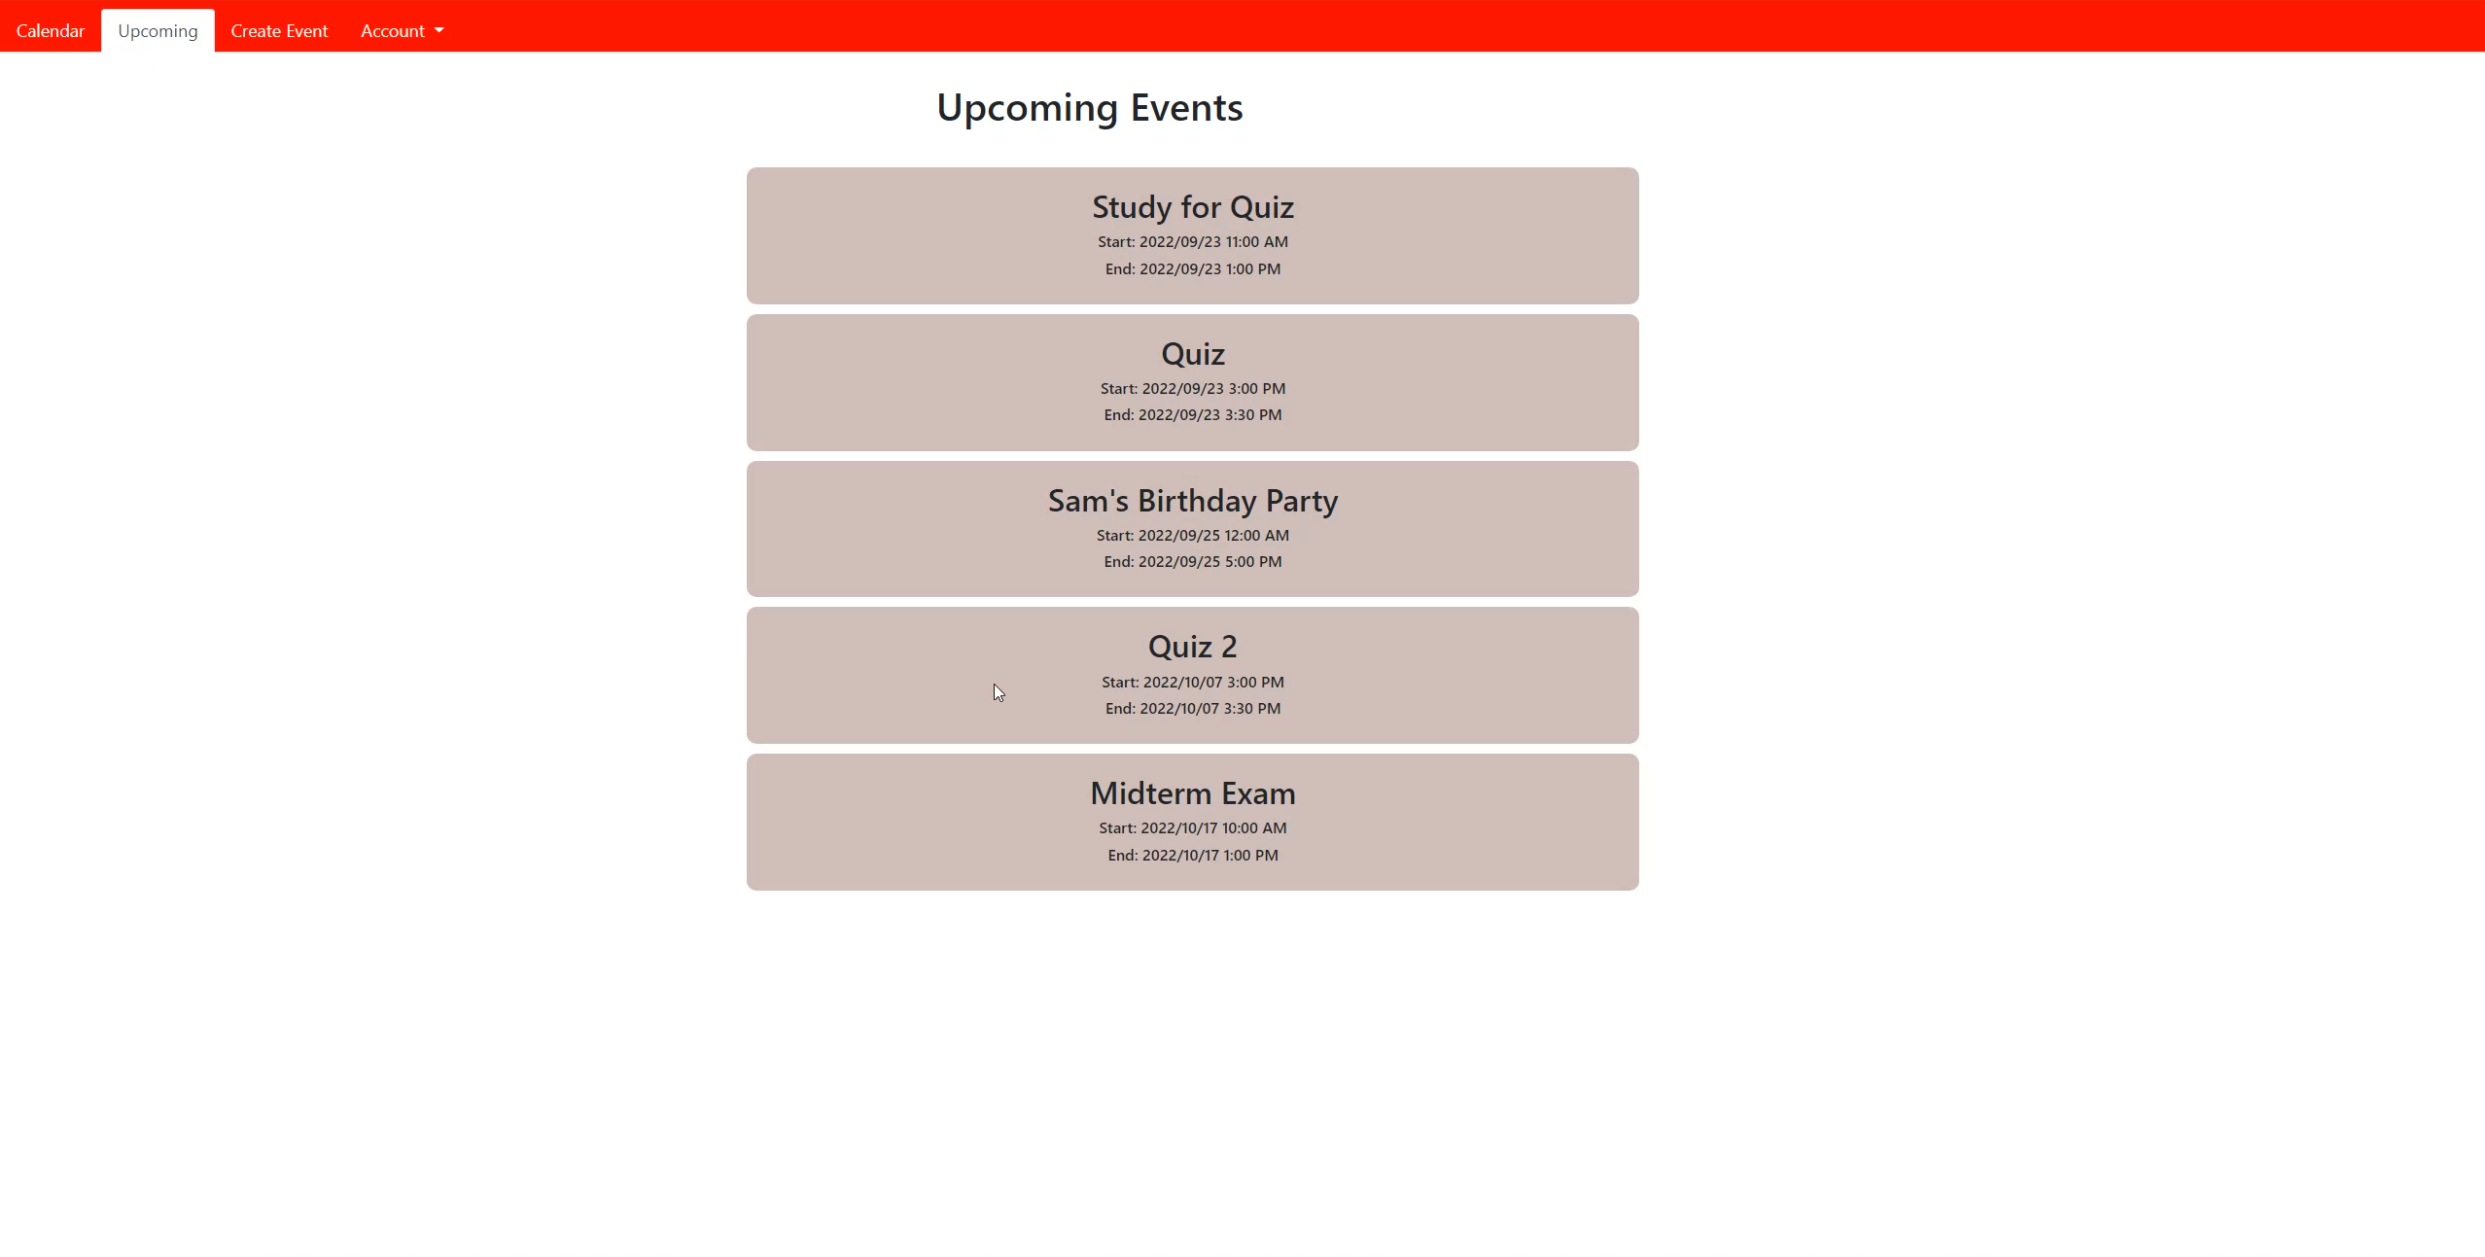 Calendar Upcoming Create Event Account
Upcoming Events
Study for Quiz
Start: 2022/09/23 11:00 AM
End: 2022/09/23 1:00 PM
Quiz
Start: 2022/09/23 3:00 PM
End: 2022/09/23 3:30 PM
Sam's Birthday Party
Start: 2022/09/25 12:00 AM
End: 2022/09/25 5:00 PM
Quiz 2
Start: 2022/10/07 3:00 PM
End: 2022/10/07 3:30 PM
Midterm Exam
Start: 2022/10/17 10:00 AM
End: 2022/10/17 1:00 PM